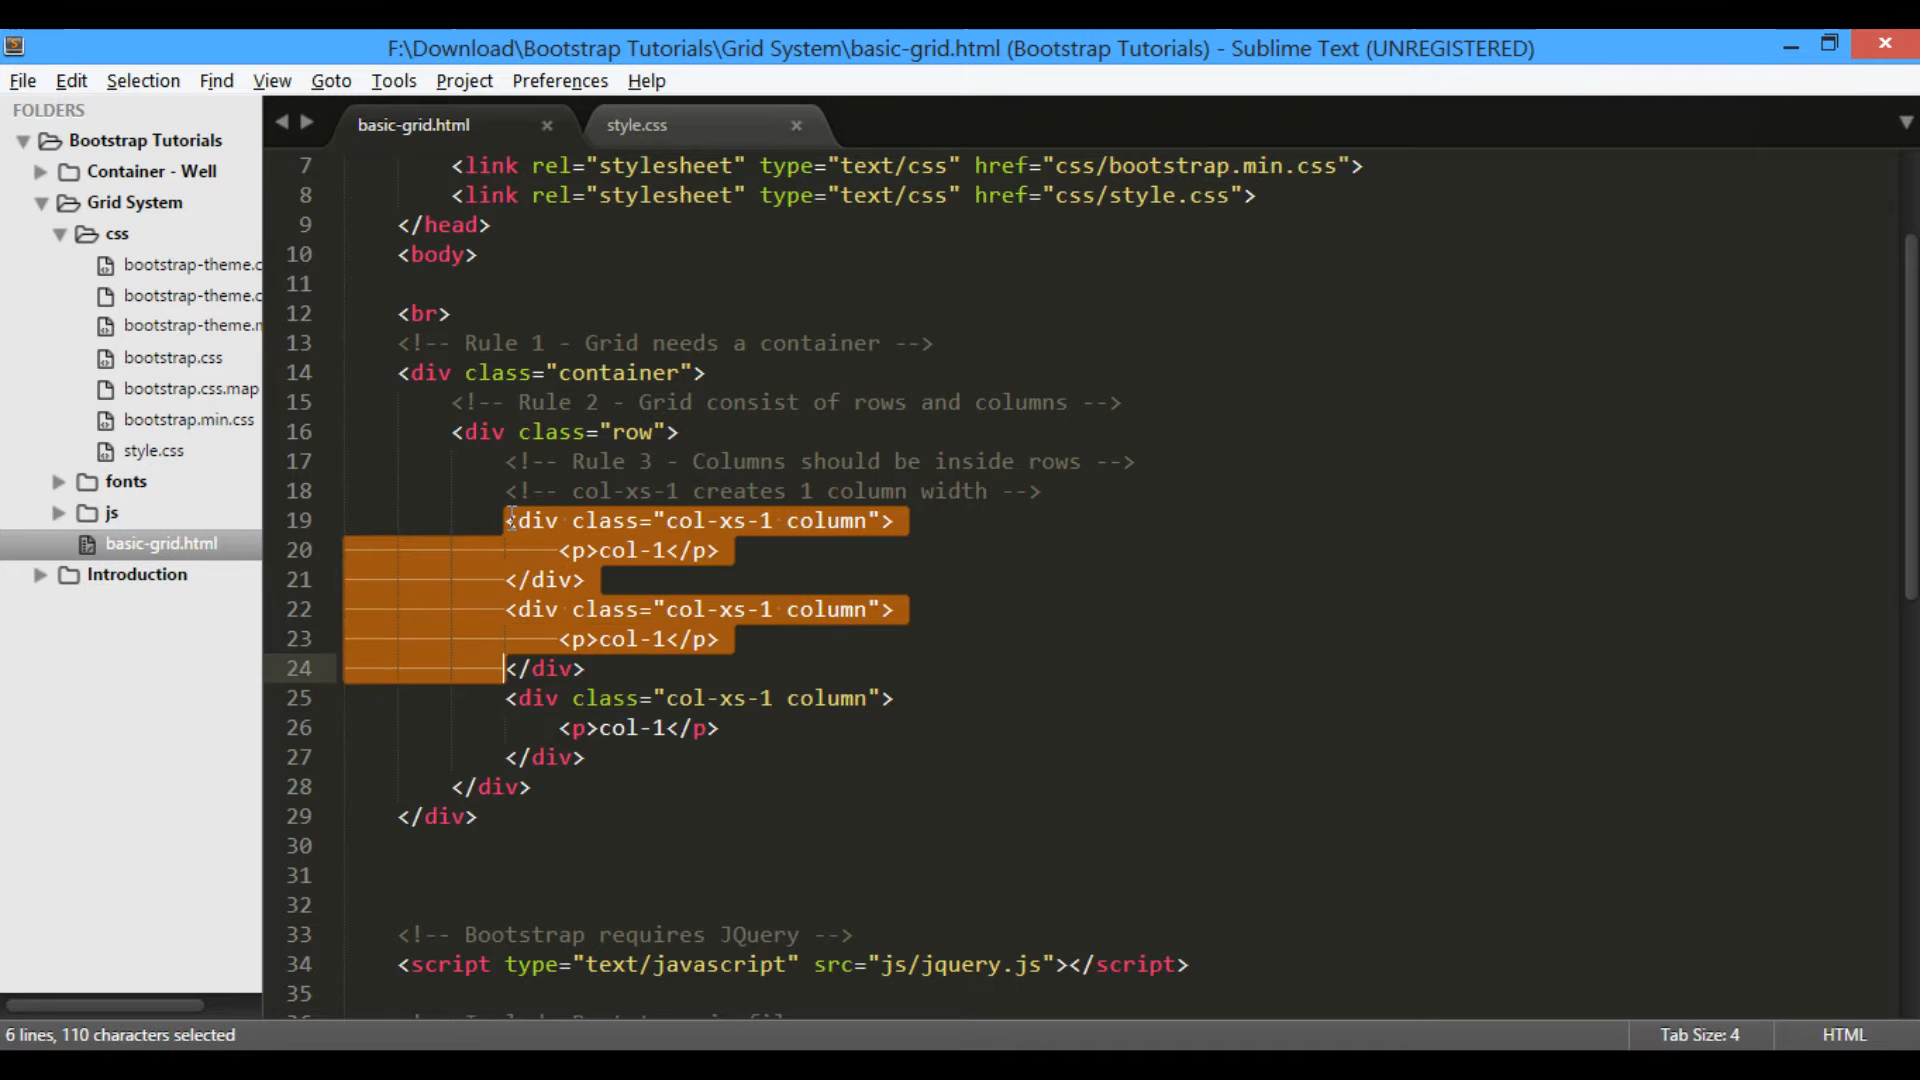 F:\Download\Bootstrap Tutorials\Grid System\basic-grid.html (Bootstrap Tutorials) - Sublime Text (UNREGISTERED)
File Edit Selection Find View Goto Tools Project Preferences Help
FOLDERS
Bootstrap Tutorials
Container - Well
Grid System
css
bootstrap-theme.c
bootstrap-theme.c
bootstrap-theme.m
bootstrap.css
bootstrap.css.map
bootstrap.min.css
style.css
fonts
js
basic-grid.html
Introduction
basic-grid.html style.css
7 <link rel="stylesheet" type="text/css" href="css/bootstrap.min.css">
8 <link rel="stylesheet" type="text/css" href="css/style.css">
9 </head>
10 <body>
11
12 <br>
13 <!-- Rule 1 - Grid needs a container -->
14 <div class="container">
15 <!-- Rule 2 - Grid consist of rows and columns -->
16 <div class="row">
17 <!-- Rule 3 - Columns should be inside rows -->
18 <!-- col-xs-1 creates 1 column width -->
19 <div class="col-xs-1 column">
20 <p>col-1</p>
21 </div>
22 <div class="col-xs-1 column">
23 <p>col-1</p>
24 </div>
25 <div class="col-xs-1 column">
26 <p>col-1</p>
27 </div>
28 </div>
29 </div>
30
31
32
33 <!-- Bootstrap requires JQuery -->
34 <script type="text/javascript" src="js/jquery.js"></script>
35
6 lines, 110 characters selected
Tab Size: 4
HTML